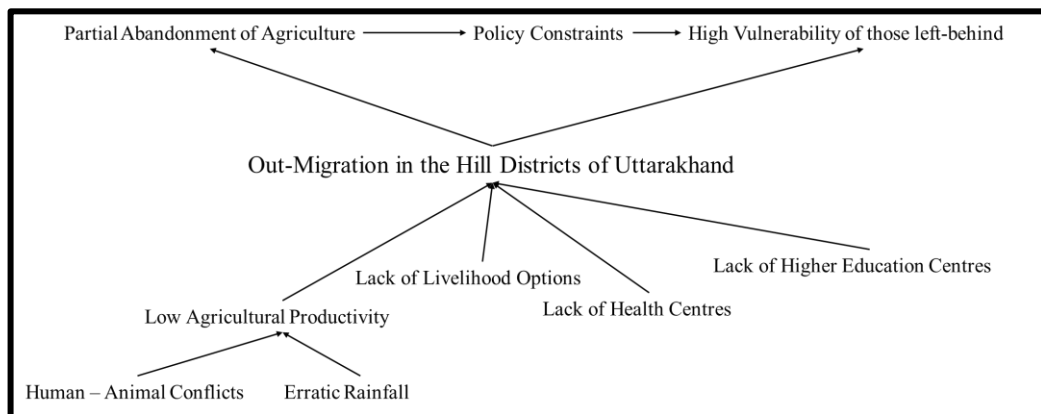 Partial Abandonment of Agriculture
Policy Constraints
High Vulnerability of those left-behind
Out-Migration in the Hill Districts of Uttarakhand
Lack of Higher Education Centres
Lack of Livelihood Options
Lack of Health Centres
Low Agricultural Productivity
Human – Animal Conflicts
Erratic Rainfall